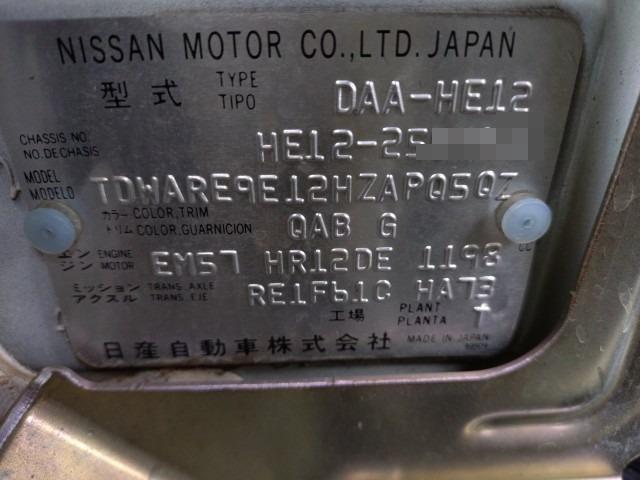 NISSAN MOTOR CO.,LTD. JAPAN
型式 TYPE TIPO DAA-HE12
CHASSIS NO. NO.DE CHASIS HE12-25
MODEL MODELO TDWARE9E12HZAPQ5QZ
カラー COLOR,TRIM トリム COLOR,GUARNICION QAB G
エンジン ENGINE MOTOR EM57 HR12DE 1198 CC
ミッション TRANS. AXLE アクスル TRANS. EJE RE1F61C HA73
工場 PLANT PLANTA T
日産自動車株式会社 MADE IN JAPAN